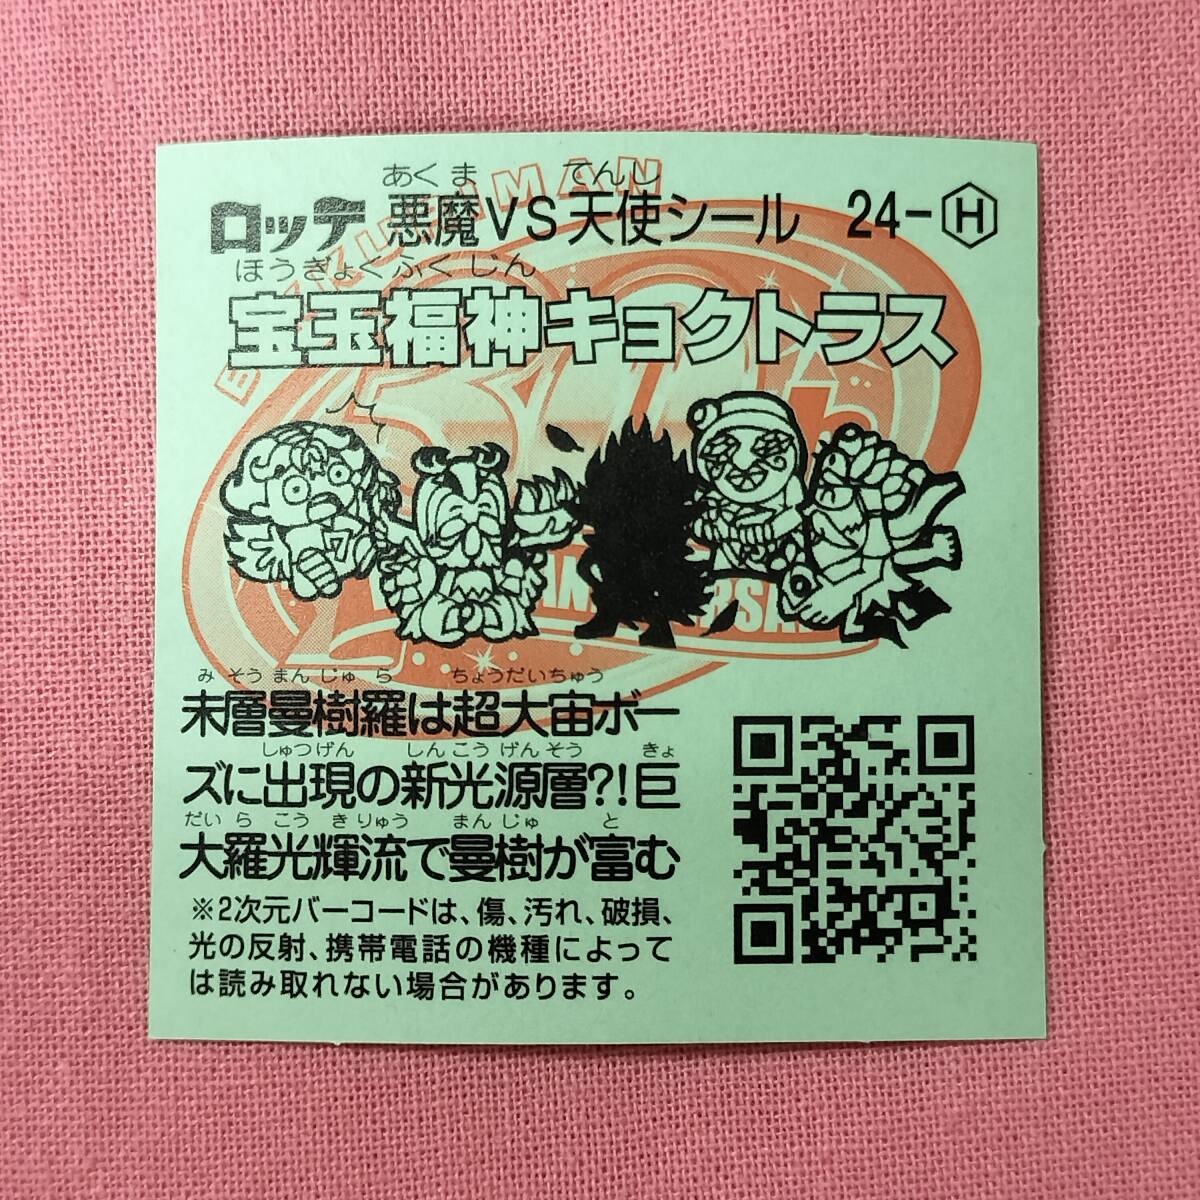 あくま てんし
ロッテ 悪魔VS天使シール 24-H
ほうぎょくふくじん
宝玉福神キョクトラス
みそうまんじゅら ちょうだいちゅう
未層曼樹羅は超大宙ボー
しゅつげん しんこうげんそう きょ
ズに出現の新光源層?!巨
だいらこうきりゅう まんじゅ と
大羅光輝流で曼樹が富む
※2次元バーコードは、傷、汚れ、破損、
光の反射、携帯電話の機種によって
は読み取れない場合があります。